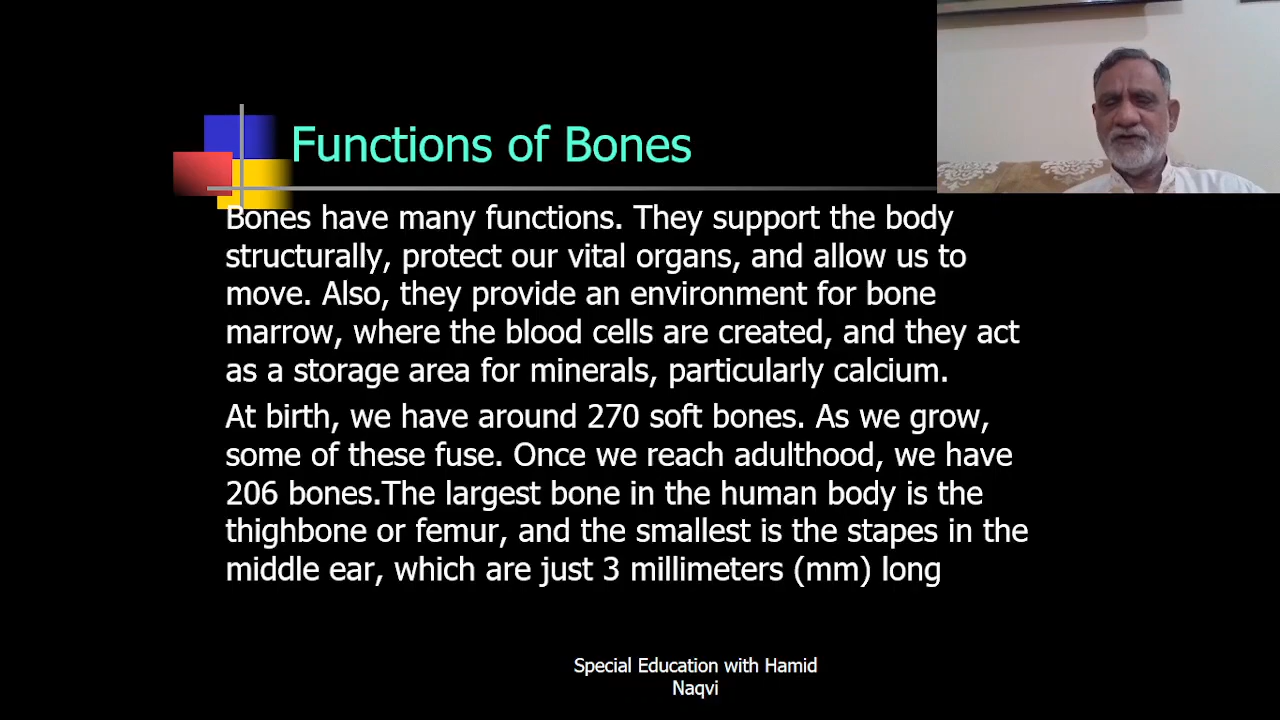 Functions of Bones
Bones have many functions. They support the body
structurally, protect our vital organs, and allow us to
move. Also, they provide an environment for bone
marrow, where the blood cells are created, and they act
as a storage area for minerals, particularly calcium.
At birth, we have around 270 soft bones. As we grow,
some of these fuse. Once we reach adulthood, we have
206 bones.The largest bone in the human body is the
thighbone or femur, and the smallest is the stapes in the
middle ear, which are just 3 millimeters (mm) long
Special Education with Hamid
Naqvi